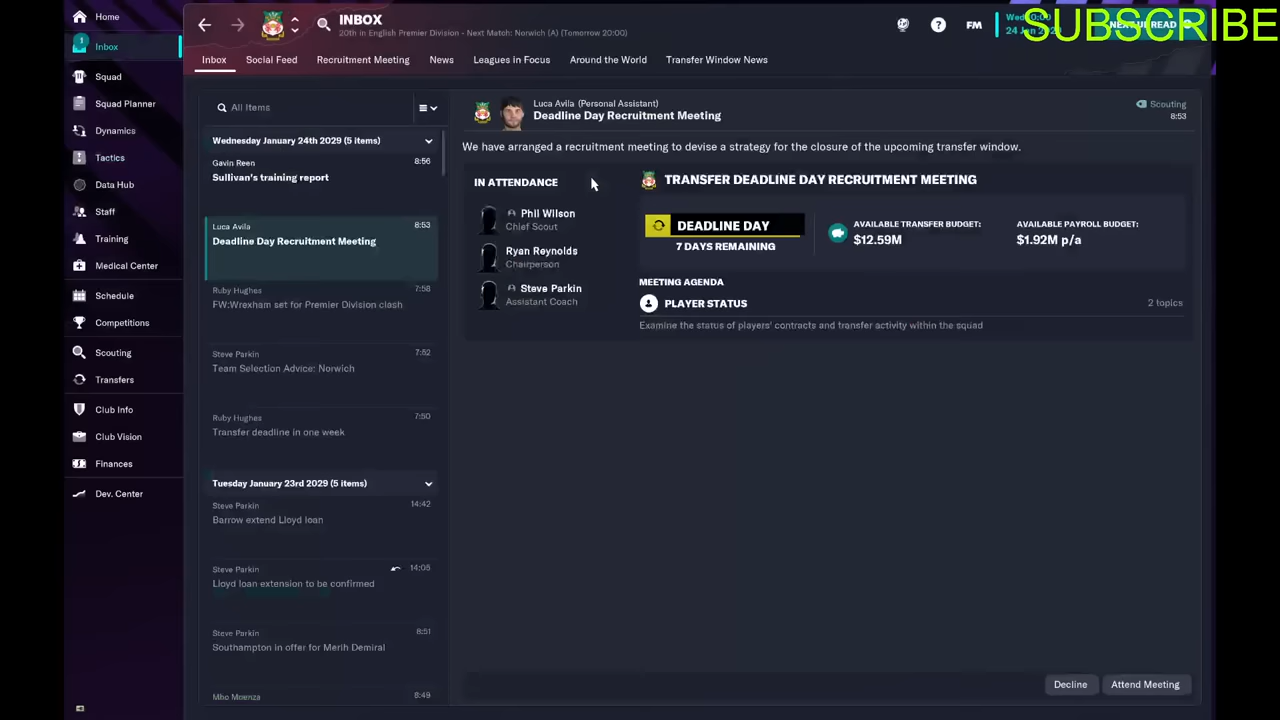 Home
1
Inbox
Squad
Squad Planner
Dynamics
Tactics
Data Hub
Staff
Training
Medical Center
Schedule
Competitions
Scouting
Transfers
Club Info
Club Vision
Finances
Dev. Center
INBOX
20th in English Premier Division - Next Match: Norwich (A) (Tomorrow 20:00)
FM
SUBSCRIBE
Inbox
Social Feed
Recruitment Meeting
News
Leagues in Focus
Around the World
Transfer Window News
All Items
Wednesday January 24th 2029 (5 items)
Gavin Reen
8:56
Sullivan's training report
Luca Avila
8:53
Deadline Day Recruitment Meeting
Ruby Hughes
7:58
FW:Wrexham set for Premier Division clash
Steve Parkin
7:52
Team Selection Advice: Norwich
Ruby Hughes
7:50
Transfer deadline in one week
Tuesday January 23rd 2029 (5 items)
Steve Parkin
14:42
Barrow extend Lloyd loan
Steve Parkin
14:05
Lloyd loan extension to be confirmed
Steve Parkin
8:51
Southampton in offer for Merih Demiral
8:49
Luca Avila (Personal Assistant)
Deadline Day Recruitment Meeting
Scouting
8:53
We have arranged a recruitment meeting to devise a strategy for the closure of the upcoming transfer window.
IN ATTENDANCE
Phil Wilson
Chief Scout
Ryan Reynolds
Chairperson
Steve Parkin
Assistant Coach
TRANSFER DEADLINE DAY RECRUITMENT MEETING
DEADLINE DAY
7 DAYS REMAINING
AVAILABLE TRANSFER BUDGET:
$12.59M
AVAILABLE PAYROLL BUDGET:
$1.92M p/a
MEETING AGENDA
PLAYER STATUS
2 topics
Examine the status of players' contracts and transfer activity within the squad
Decline
Attend Meeting